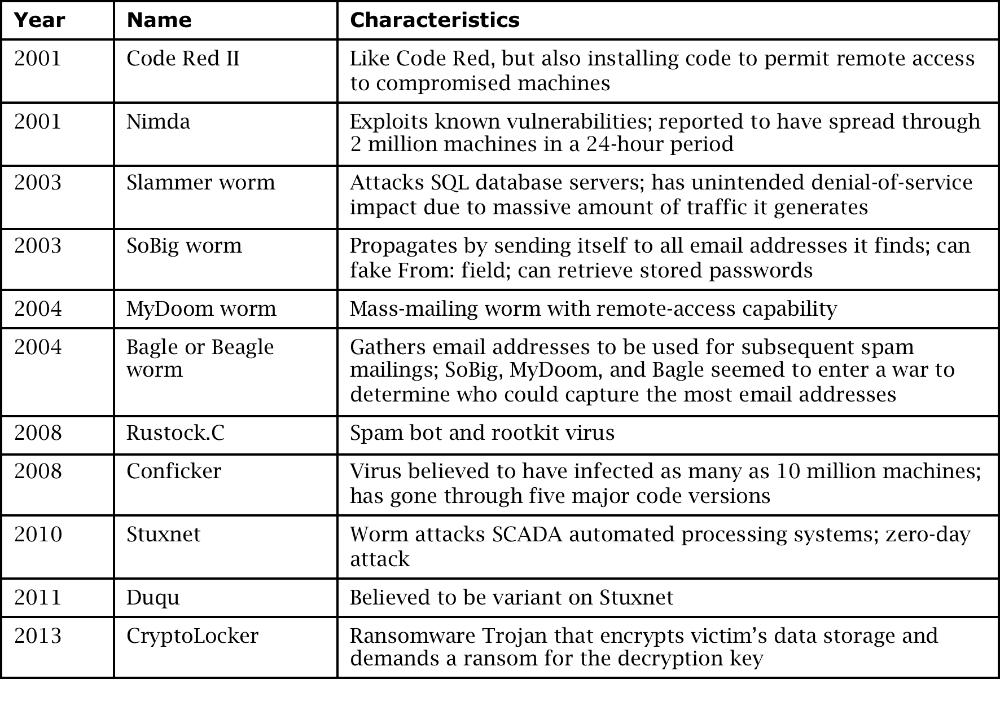 Year Name Characteristics
2001 Code Red II Like Code Red, but also installing code to permit remote access
to compromised machines
2001 Nimda Exploits known vulnerabilities; reported to have spread through
2 million machines in a 24-hour period
2003 Slammer worm Attacks SQL database servers; has unintended denial-of-service
impact due to massive amount of traffic it generates
2003 SoBig worm Propagates by sending itself to all email addresses it finds; can
fake From: field; can retrieve stored passwords
2004 MyDoom worm Mass-mailing worm with remote-access capability
2004 Bagle or Beagle Gathers email addresses to be used for subsequent spam
worm mailings; SoBig, MyDoom, and Bagle seemed to enter a war to
determine who could capture the most email addresses
2008 Rustock.C Spam bot and rootkit virus
2008 Conficker Virus believed to have infected as many as 10 million machines;
has gone through five major code versions
2010 Stuxnet Worm attacks SCADA automated processing systems; zero-day
attack
2011 Duqu Believed to be variant on Stuxnet
2013 CryptoLocker Ransomware Trojan that encrypts victim’s data storage and
demands a ransom for the decryption key